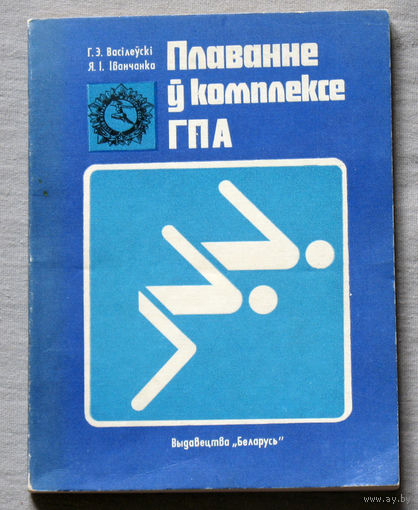 Г. Э. Васілеўскі
Я. І. Іванчанка
Плаванне
ў комплексе
ГПА
Выдавецтва „Беларусь"
www.ay.by